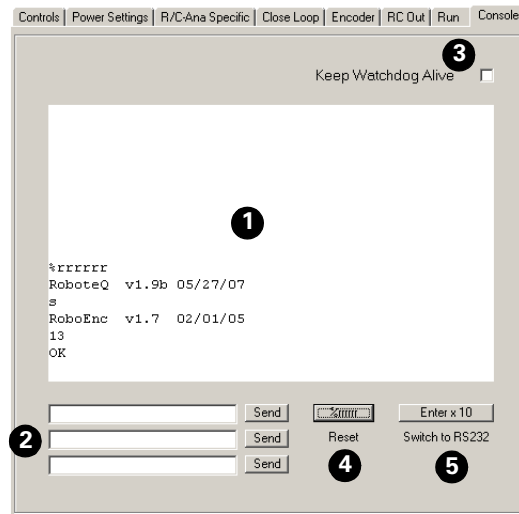 Controls Power Settings R/C-Ana Specific Close Loop Encoder RC Out Run Console
3
Keep Watchdog Alive
1
%rrrrrr
RoboteQ v1.9b 05/27/07
s
RoboEnc v1.7 02/01/05
13
OK
Send %rrrrrr Enter x 10
2 Send Reset Switch to RS232
Send 4 5